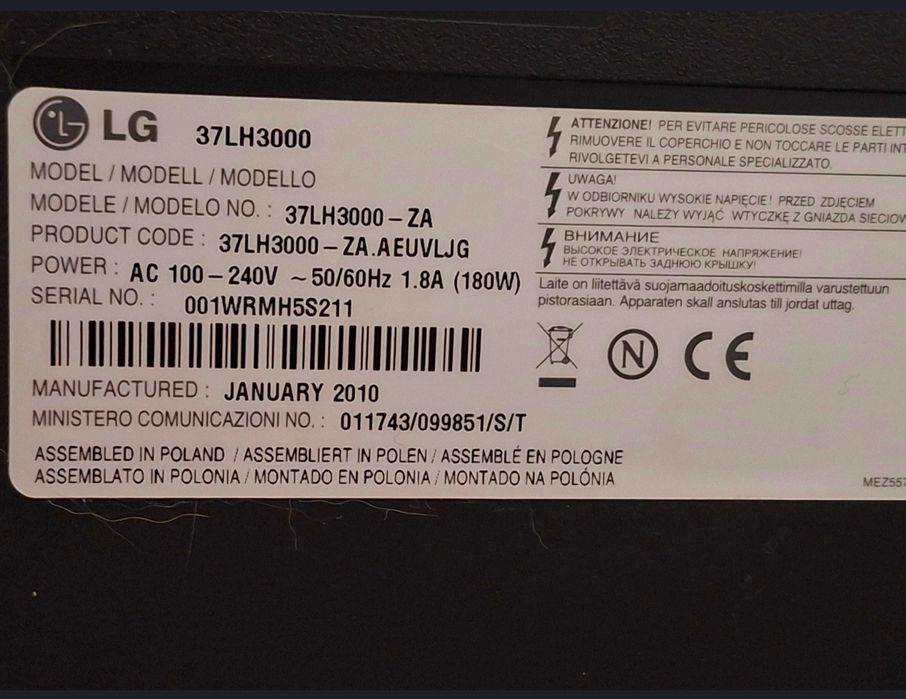 LG 37LH3000
MODEL / MODELL / MODELLO
MODELE / MODELO NO. : 37LH3000 – ZA
PRODUCT CODE : 37LH3000 – ZA.AEUVLJG
POWER : AC 100 – 240V ~ 50/60Hz 1.8A (180W)
SERIAL NO. : 001WRMH5S211
MANUFACTURED : JANUARY 2010
MINISTERO COMUNICAZIONI NO. : 011743/099851/S/T
ASSEMBLED IN POLAND / ASSEMBLIERT IN POLEN / ASSEMBLÉ EN POLOGNE
ASSEMBLATO IN POLONIA / MONTADO EN POLONIA / MONTADO NA POLÓNIA
ATTENZIONE! PER EVITARE PERICOLOSE SCOSSE ELETT
RIMUOVERE IL COPERCHIO E NON TOCCARE LE PARTI INT
RIVOLGETEVI A PERSONALE SPECIALIZZATO.
UWAGA!
W ODBIORNIKU WYSOKIE NAPIĘCIE! PRZED ZDJĘCIEM
POKRYWY NALEŻY WYJĄĆ WTYCZKĘ Z GNIAZDA SIECIOW
ВНИМАНИЕ
ВЫСОКОЕ ЭЛЕКТРИЧЕСКОЕ НАПРЯЖЕНИЕ!
НЕ ОТКРЫВАТЬ ЗАДНЮЮ КРЫШКУ!
Laite on liitettävä suojamaadoituskoskettimilla varustettuun
pistorasiaan. Apparaten skall anslutas till jordat uttag.
N CE
MEZ557